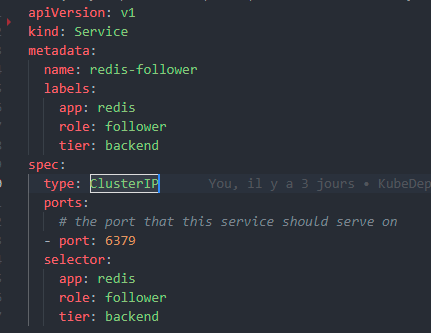 apiVersion: v1
kind: Service
metadata:
  name: redis-follower
  labels:
    app: redis
    role: follower
    tier: backend
spec:
  type: ClusterIP You, il y a 3 jours • KubeDep
  ports:
    # the port that this service should serve on
  - port: 6379
  selector:
    app: redis
    role: follower
    tier: backend